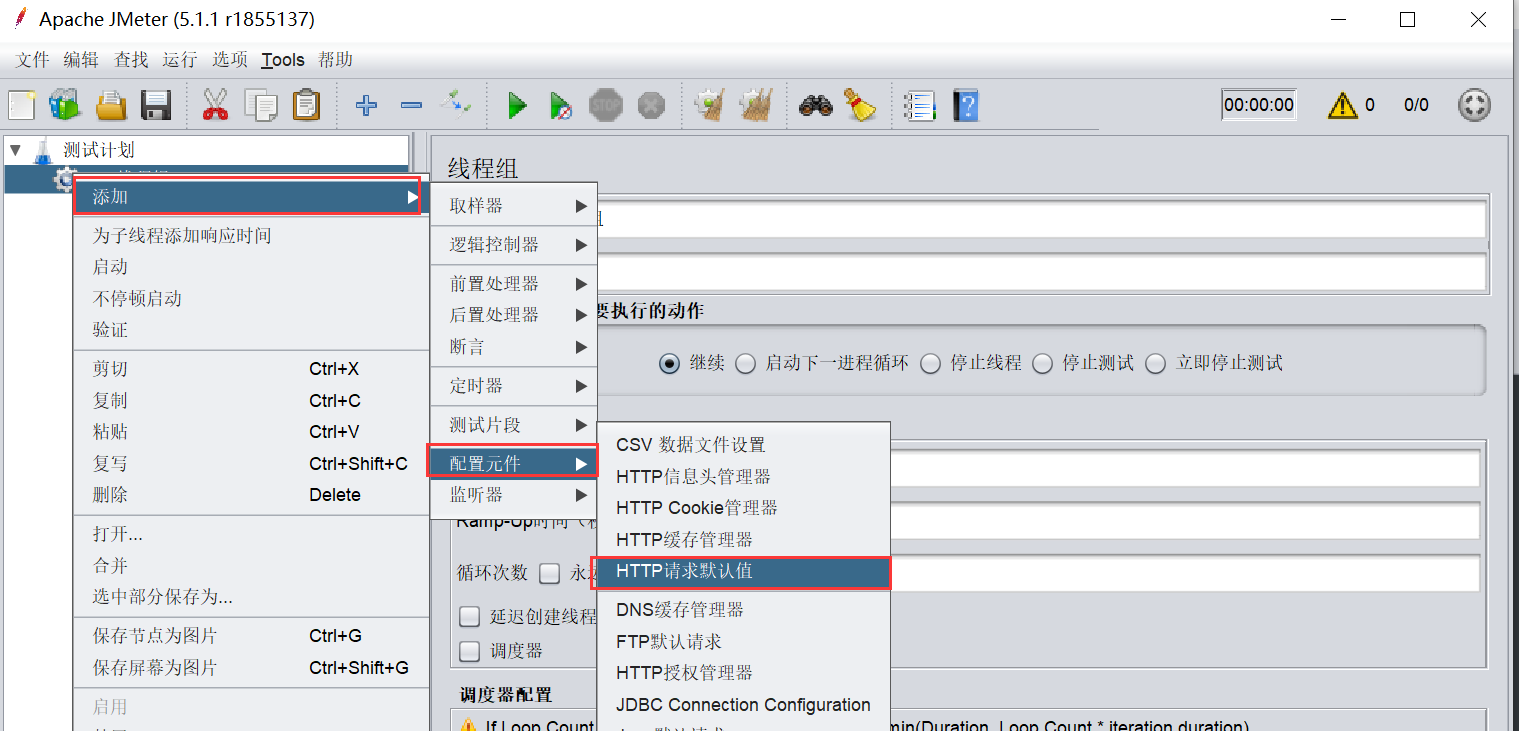 Apache JMeter (5.1.1 r1855137)
文件 编辑 查找 运行 选项 Tools 帮助
STOP
00:00:00
0
0/0
测试计划
线程组
添加
为子线程添加响应时间
启动
不停顿启动
验证
剪切 Ctrl+X
复制 Ctrl+C
粘贴 Ctrl+V
复写 Ctrl+Shift+C
删除 Delete
打开...
合并
选中部分保存为...
保存节点为图片 Ctrl+G
保存屏幕为图片 Ctrl+Shift+G
启用
取样器
逻辑控制器
前置处理器
后置处理器
断言
定时器
测试片段
配置元件
监听器
CSV 数据文件设置
HTTP信息头管理器
HTTP Cookie管理器
HTTP缓存管理器
HTTP请求默认值
DNS缓存管理器
FTP默认请求
HTTP授权管理器
JDBC Connection Configuration
要执行的动作
继续 启动下一进程循环 停止线程 停止测试 立即停止测试
Ramp-Up时间
循环次数 永
延迟创建线程
调度器
调度器配置
If Loop Count
min(Duration, Loop Count * iteration duration)